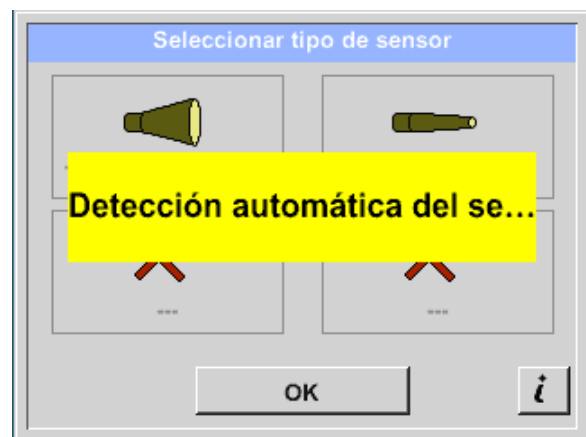 Seleccionar tipo de sensor
Detección automática del se...
---
---
OK
i